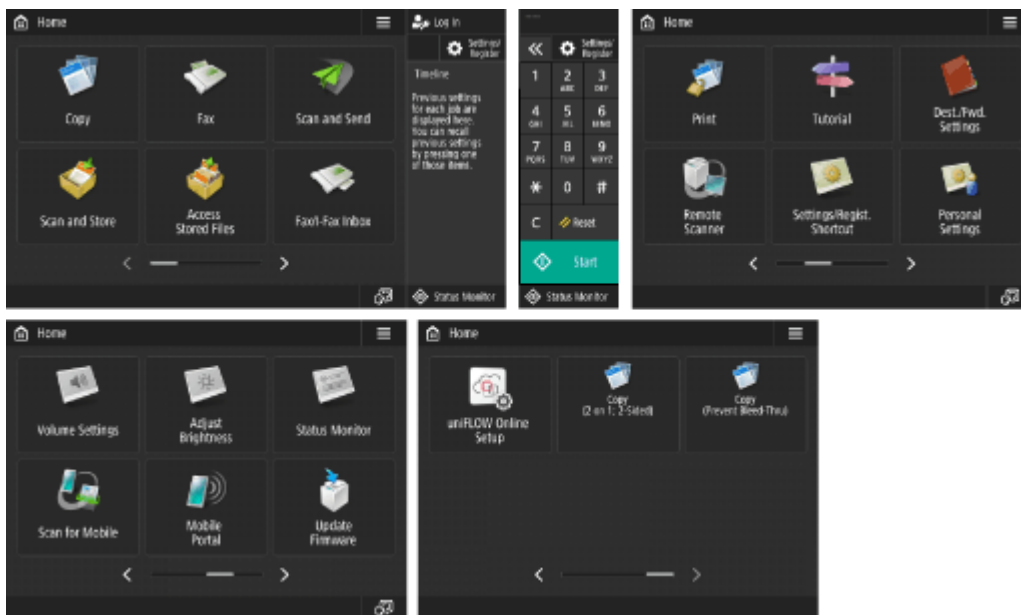 Home
Log In
Settings/
Register
Copy
Fax
Scan and Send
Timeline
Previous settings
for each job are
displayed here.
You can recall
previous settings
by pressing one
of those items.
Scan and Store
Access
Stored Files
Fax/I-Fax Inbox
Status Monitor
Settings/
Register
1
2
ABC
3
DEF
4
GHI
5
JKL
6
MNO
7
PQRS
8
TUV
9
WXYZ
*
0
#
C
Reset
Start
Status Monitor
Home
Print
Tutorial
Dest./Fwd.
Settings
Remote
Scanner
Settings/Regist.
Shortcut
Personal
Settings
Home
Volume Settings
Adjust
Brightness
Status Monitor
Scan for Mobile
Mobile
Portal
Update
Firmware
Home
uniFLOW Online
Setup
Copy
(2 on 1: 2-Sided)
Copy
(Prevent Bleed-Thru)